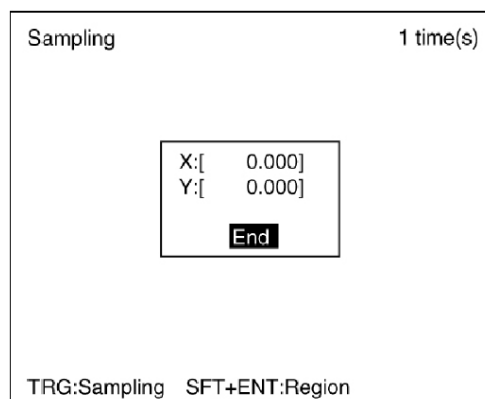 Sampling 1 time(s)
X:[ 0.000]
Y:[ 0.000]
End
TRG:Sampling SFT+ENT:Region